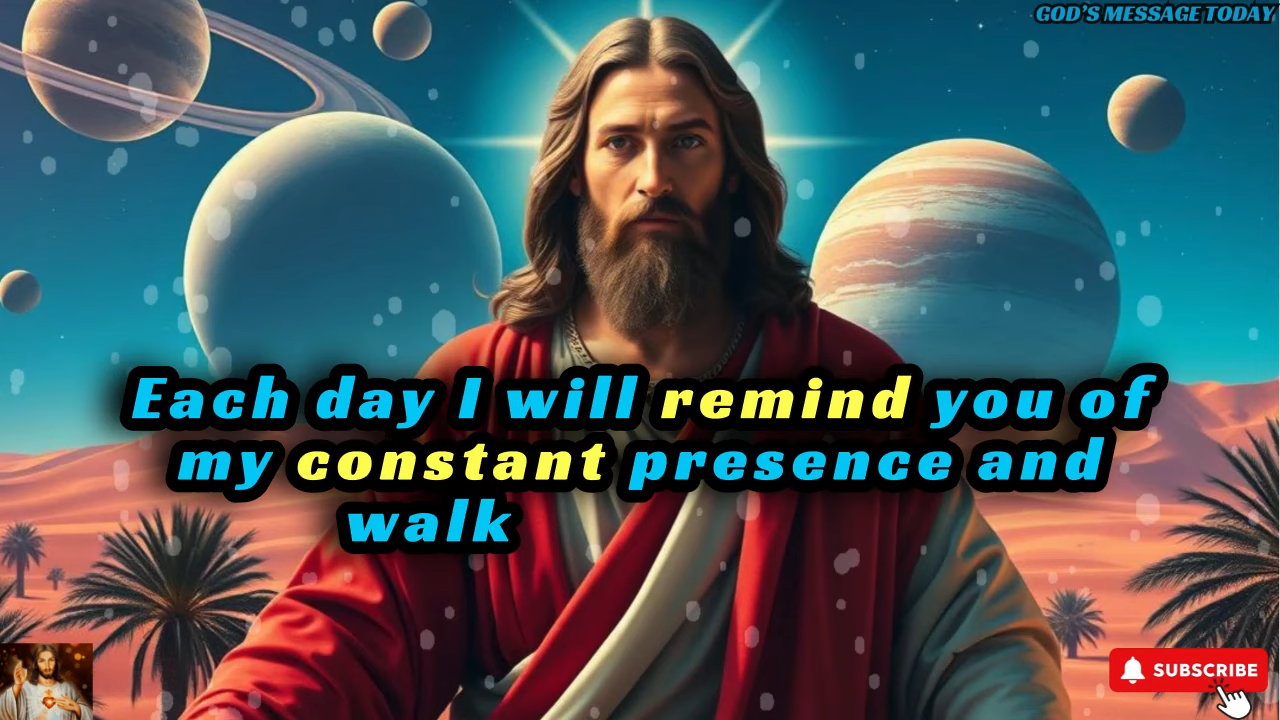 GOD'S MESSAGE TODAY
Each day I will remind you of
my constant presence and
walk
SUBSCRIBE